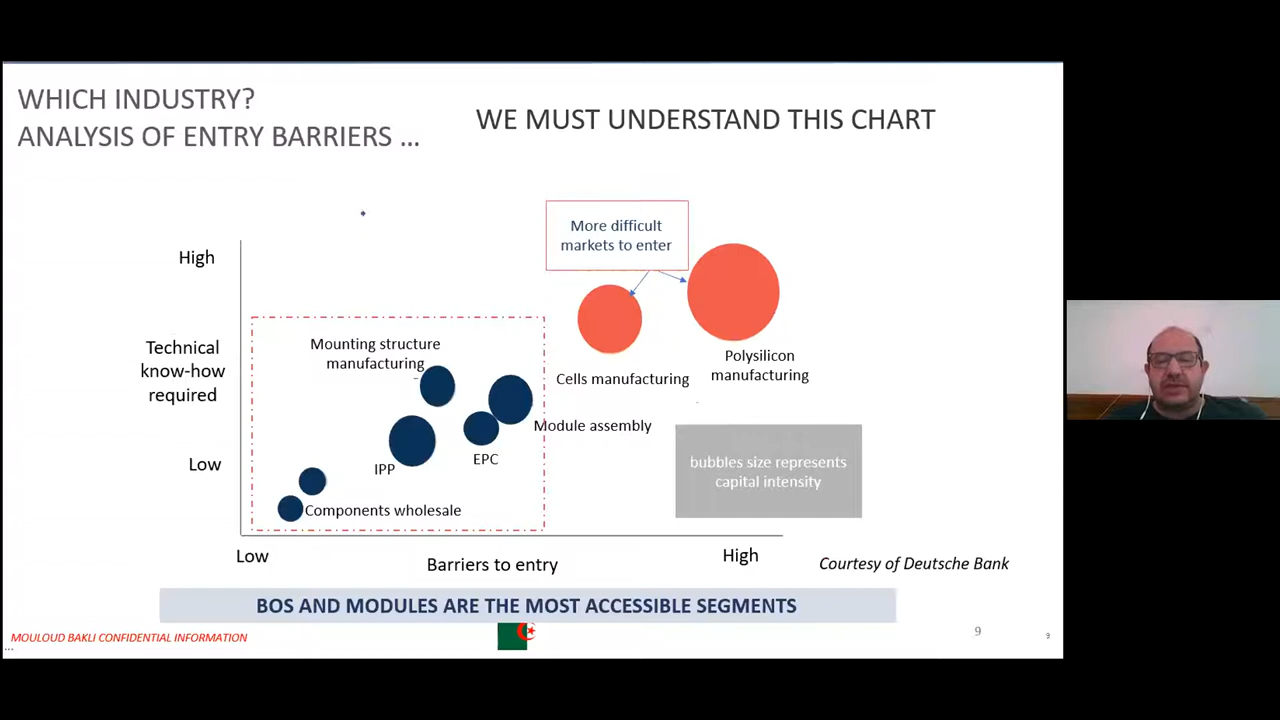 WHICH INDUSTRY?
ANALYSIS OF ENTRY BARRIERS ...
WE MUST UNDERSTAND THIS CHART
More difficult
markets to enter
High
Technical
know-how
required
Low
Mounting structure
manufacturing
Cells manufacturing
Polysilicon
manufacturing
Module assembly
IPP
EPC
Components wholesale
bubbles size represents
capital intensity
Low
Barriers to entry
High
Courtesy of Deutsche Bank
BOS AND MODULES ARE THE MOST ACCESSIBLE SEGMENTS
MOULOUD BAKLI CONFIDENTIAL INFORMATION
...
9
9